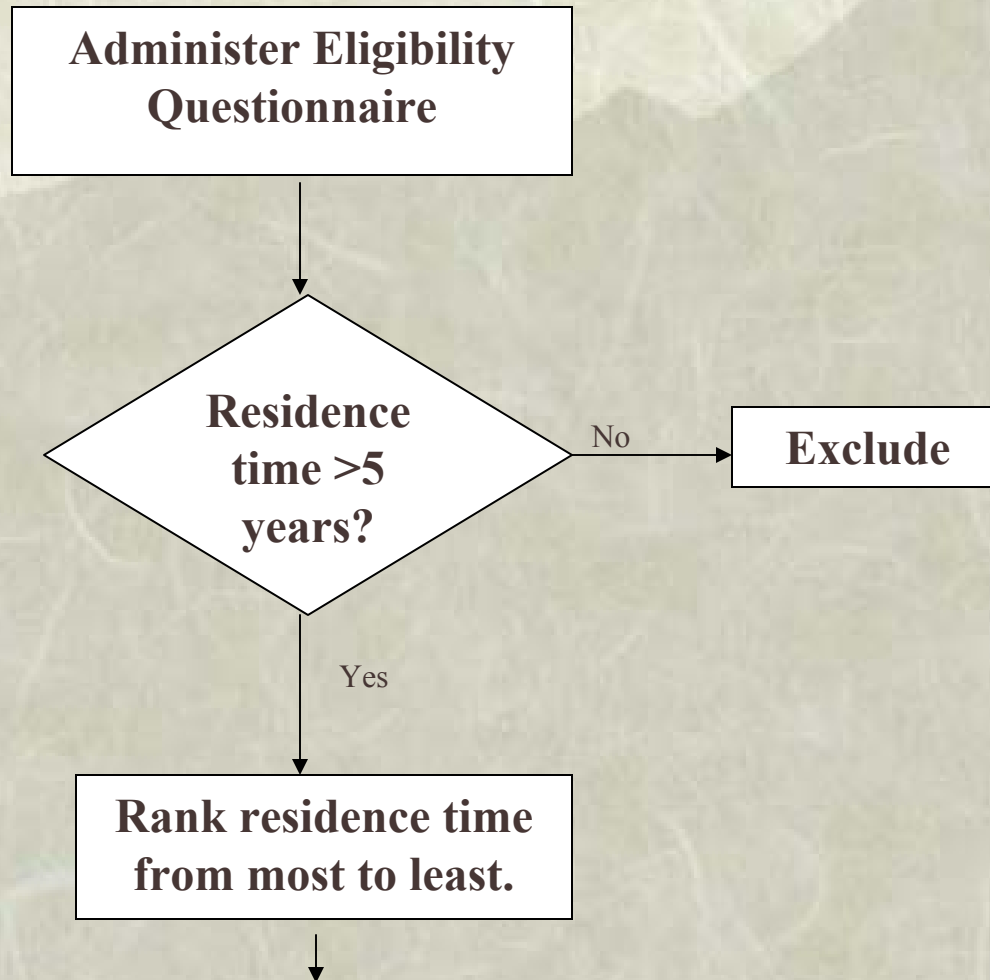 Administer Eligibility
Questionnaire
Residence
time >5
years?
No
Exclude
Yes
Rank residence time
from most to least.